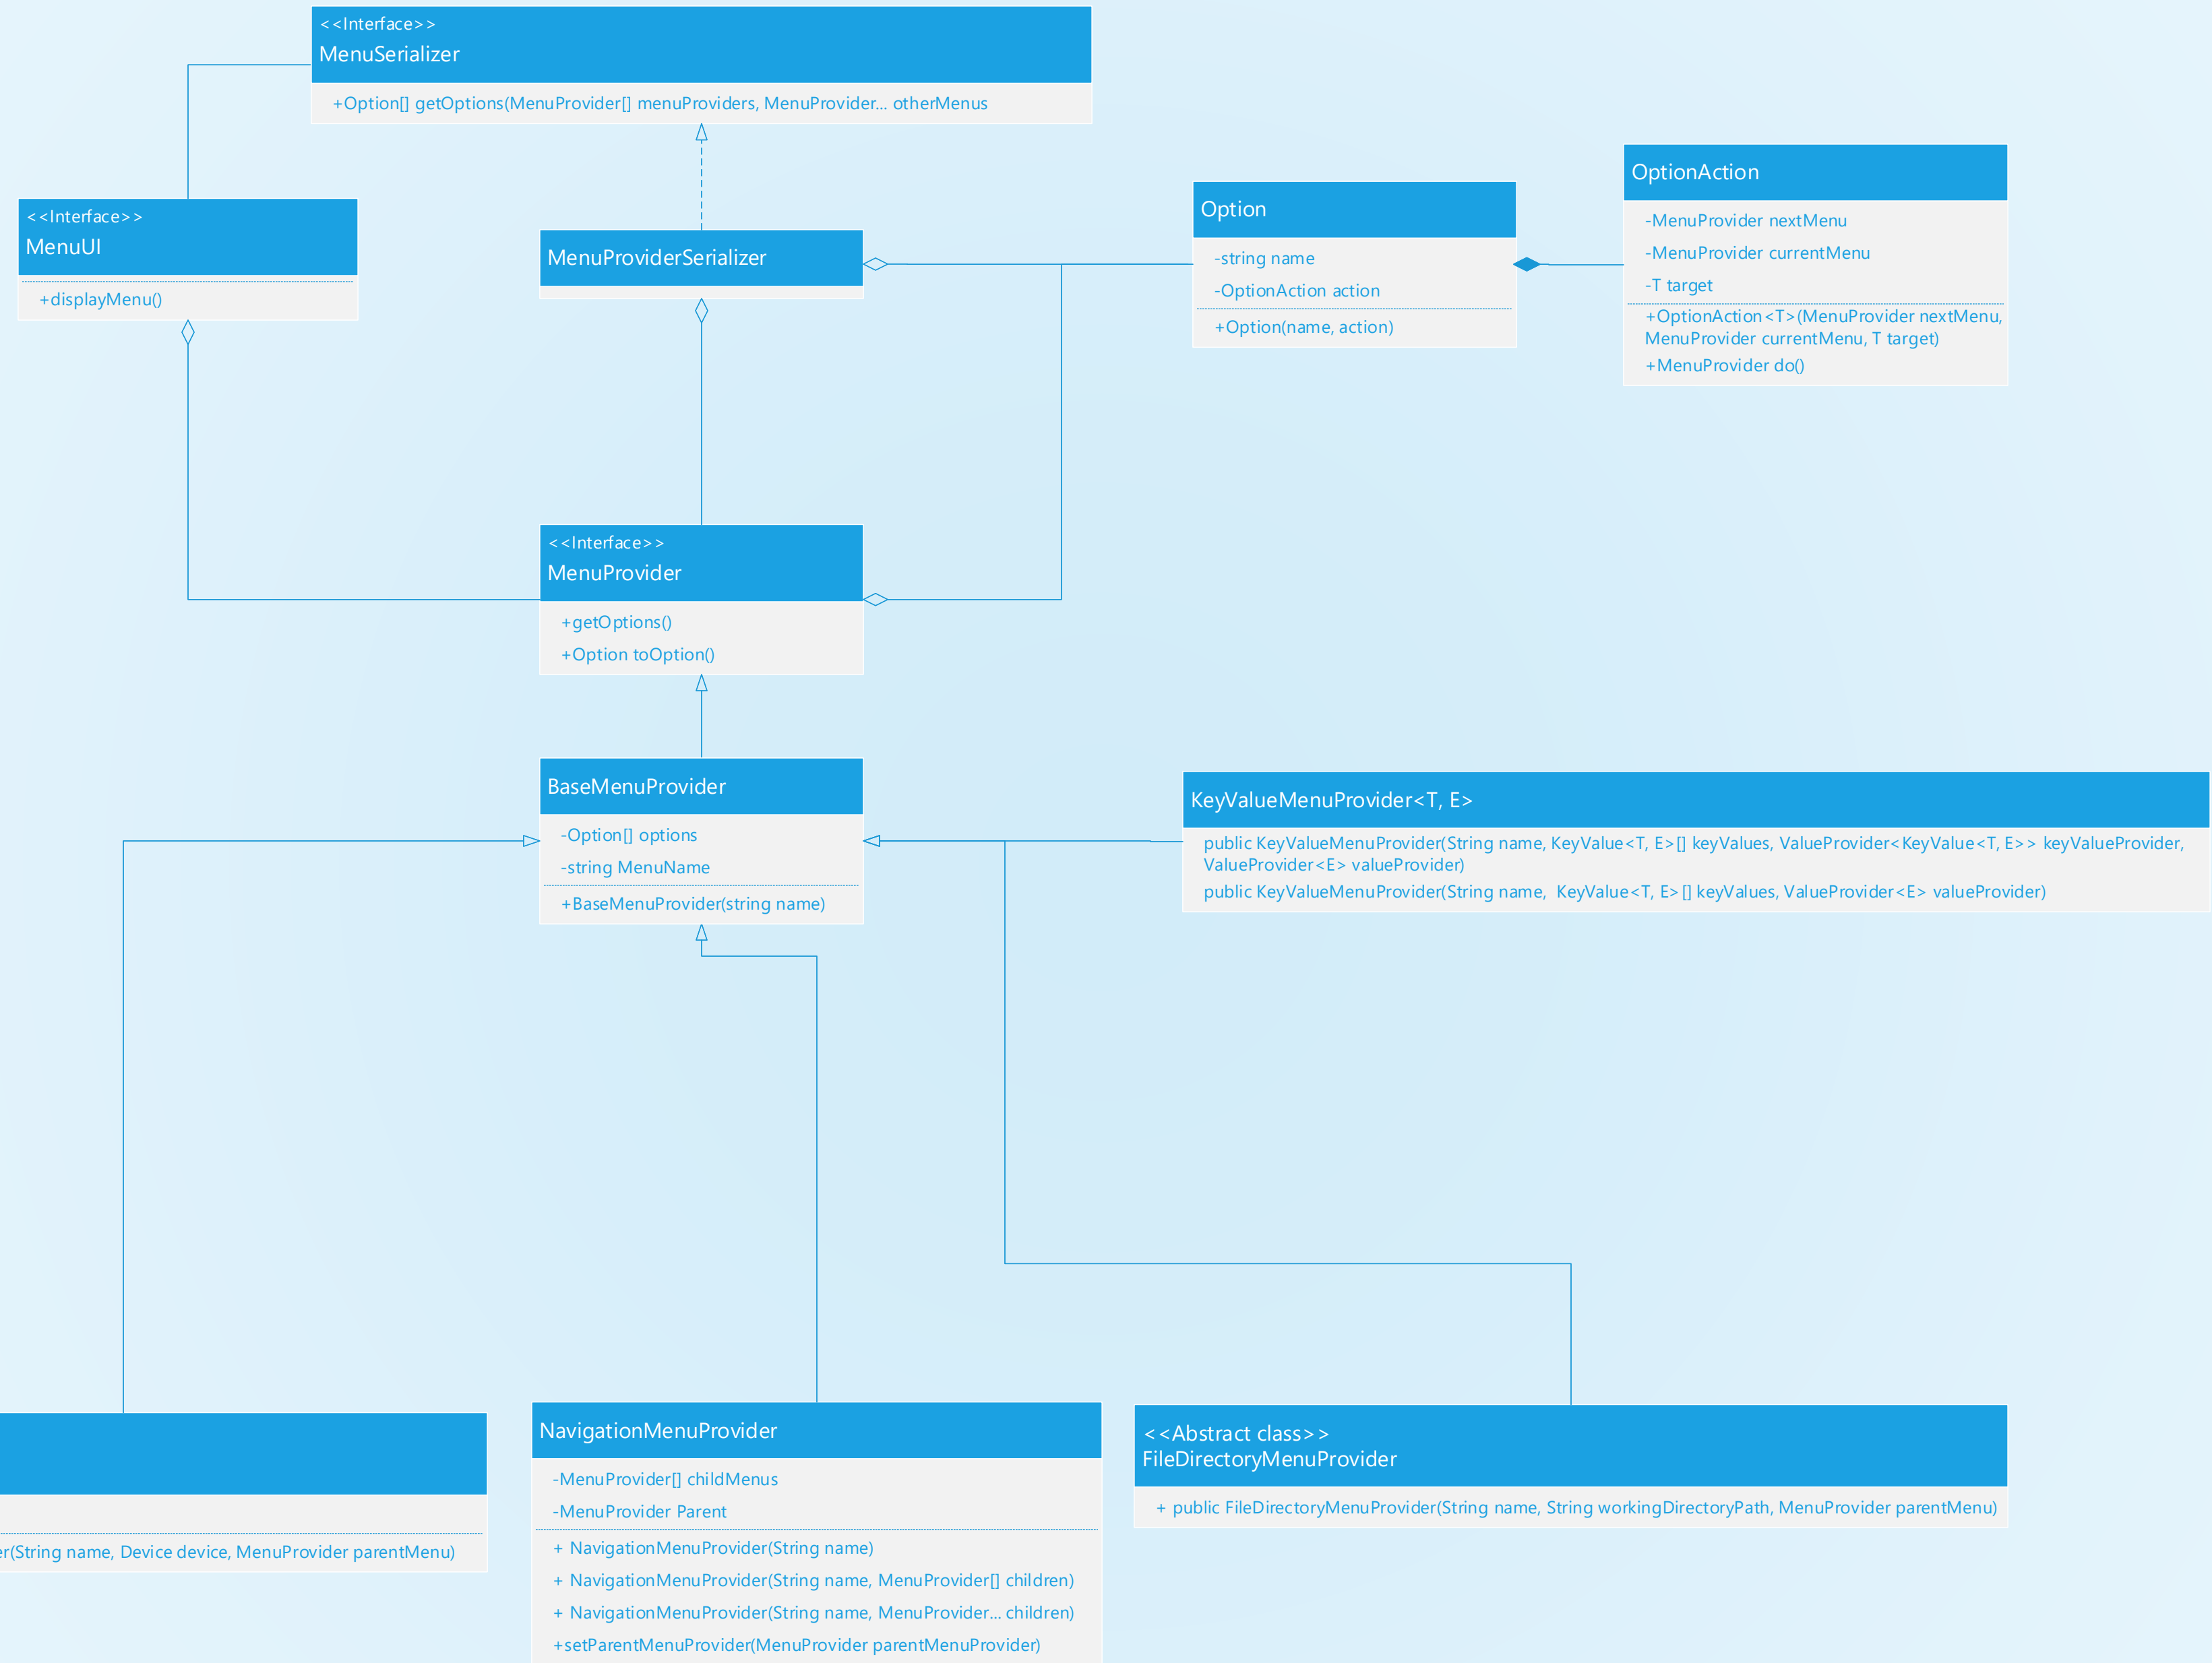 <<Interface>>
MenuSerializer
+Option[] getOptions(MenuProvider[] menuProviders, MenuProvider... otherMenus
<<Interface>>
MenuUI
+displayMenu()
MenuProviderSerializer
Option
-string name
-OptionAction action
+Option(name, action)
OptionAction
-MenuProvider nextMenu
-MenuProvider currentMenu
-T target
+OptionAction<T>(MenuProvider nextMenu,
MenuProvider currentMenu, T target)
+MenuProvider do()
<<Interface>>
MenuProvider
+getOptions()
+Option toOption()
BaseMenuProvider
-Option[] options
-string MenuName
+BaseMenuProvider(string name)
KeyValueMenuProvider<T, E>
public KeyValueMenuProvider(String name, KeyValue<T, E>[] keyValues, ValueProvider<KeyValue<T, E>> keyValueProvider,
ValueProvider<E> valueProvider)
public KeyValueMenuProvider(String name,  KeyValue<T, E>[] keyValues, ValueProvider<E> valueProvider)
er(String name, Device device, MenuProvider parentMenu)
NavigationMenuProvider
-MenuProvider[] childMenus
-MenuProvider Parent
+ NavigationMenuProvider(String name)
+ NavigationMenuProvider(String name, MenuProvider[] children)
+ NavigationMenuProvider(String name, MenuProvider... children)
+setParentMenuProvider(MenuProvider parentMenuProvider)
<<Abstract class>>
FileDirectoryMenuProvider
+ public FileDirectoryMenuProvider(String name, String workingDirectoryPath, MenuProvider parentMenu)